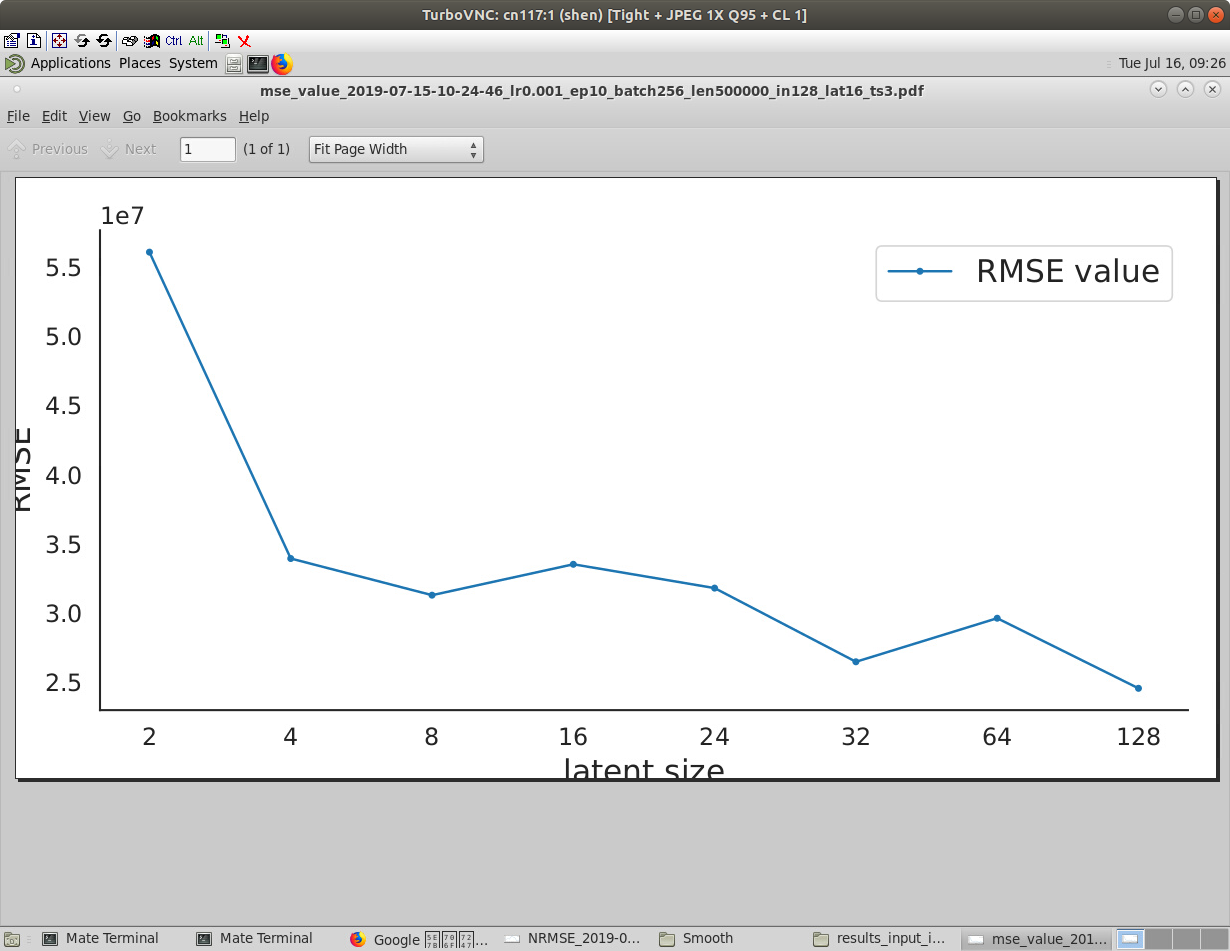 TurboVNC: cn117:1 (shen) [Tight + JPEG 1X Q95 + CL 1]
Ctrl Alt
Applications Places System Tue Jul 16, 09:26
mse_value_2019-07-15-10-24-46_lr0.001_ep10_batch256_len500000_in128_lat16_ts3.pdf
File Edit View Go Bookmarks Help
Previous Next 1 (1 of 1) Fit Page Width
1e7
RMSE value
5.5
5.0
4.5
4.0
3.5
3.0
2.5
RMSE
2 4 8 16 24 32 64 128
latent size
Mate Terminal Mate Terminal Google ... NRMSE_2019-0... Smooth results_input_i... mse_value_201...